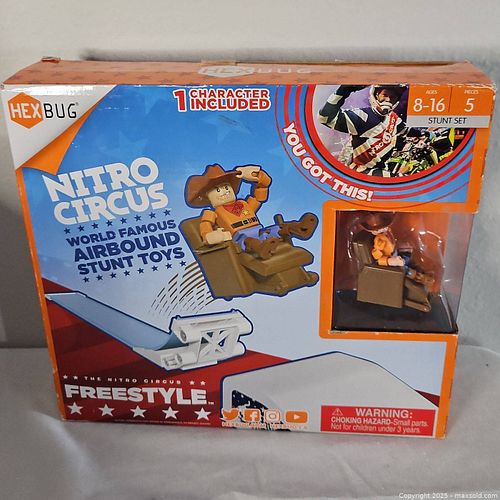 HEXBUG
1 CHARACTER
INCLUDED
AGES
8-16
PIECES
5
STUNT SET
YOU GOT THIS!
NITRO
CIRCUS
WORLD FAMOUS
AIRBOUND
STUNT TOYS
THE NITRO CIRCUS
FREESTYLE
WARNING:
CHOKING HAZARD-Small parts.
Not for children under 3 years.
Copyright 2025 - maxsold.com